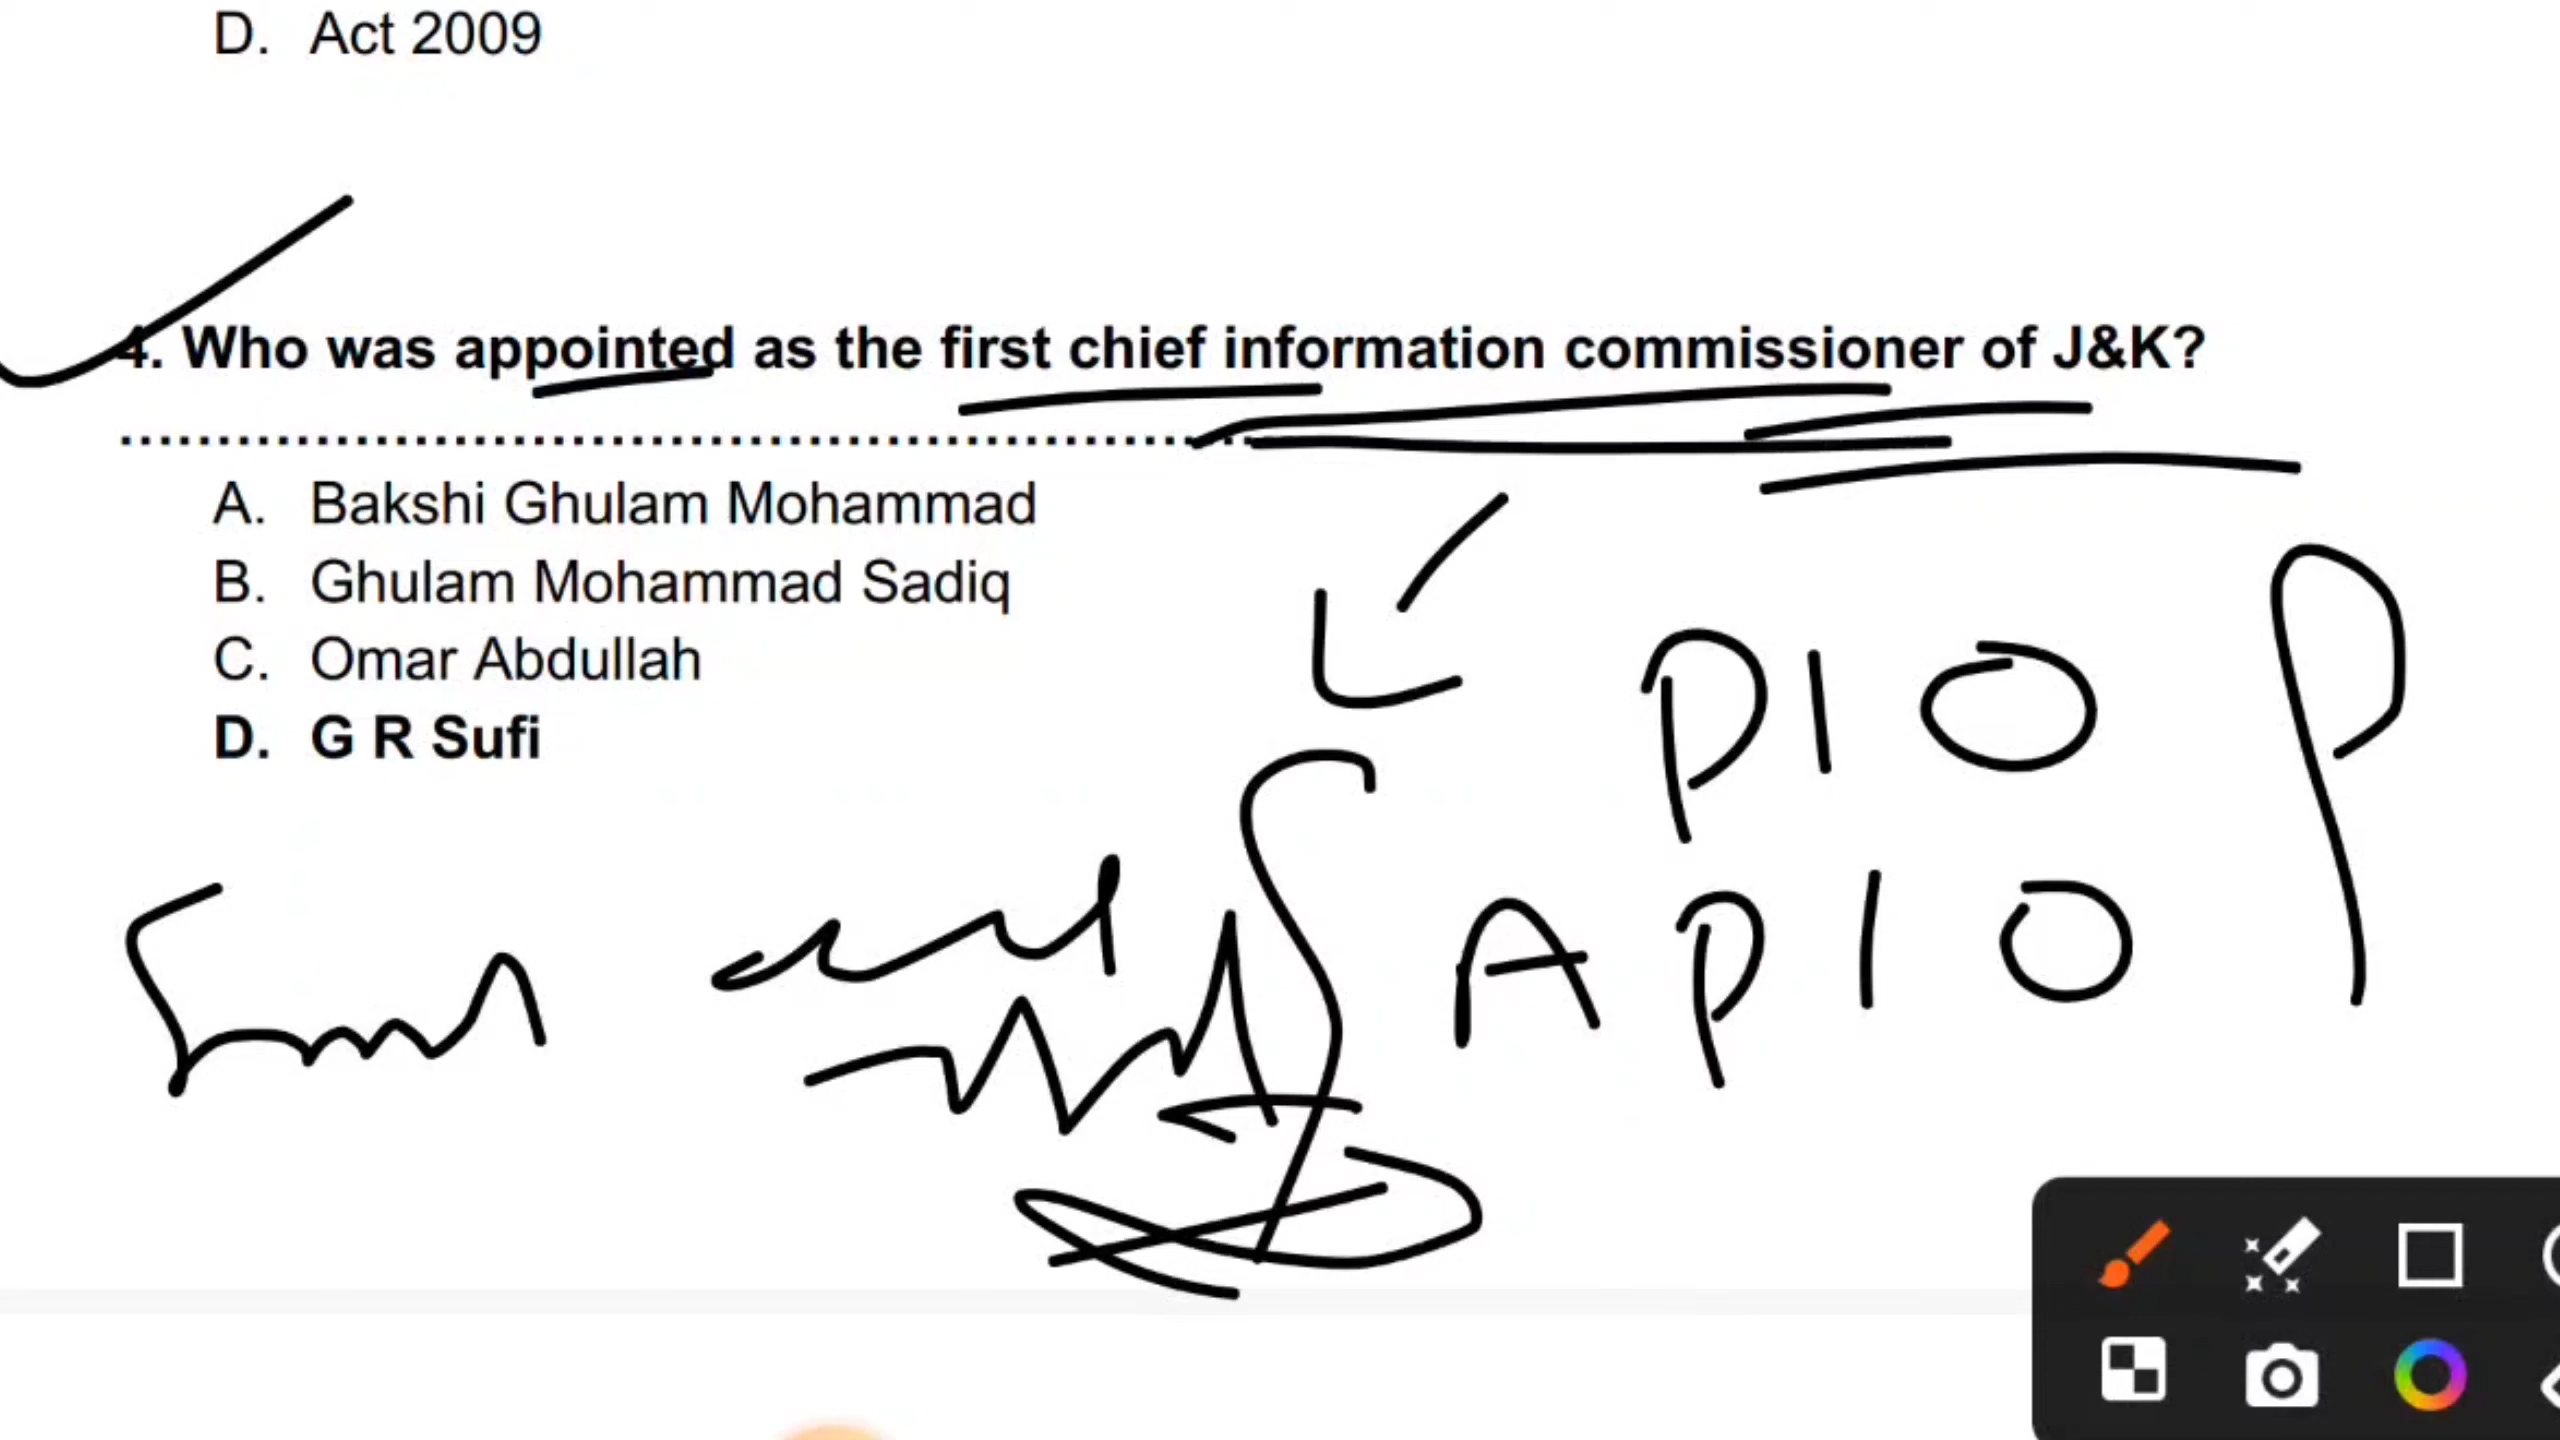 D. Act 2009
4. Who was appointed as the first chief information commissioner of J&K?
A. Bakshi Ghulam Mohammad
B. Ghulam Mohammad Sadiq
C. Omar Abdullah
D. G R Sufi
PIO P
APIO